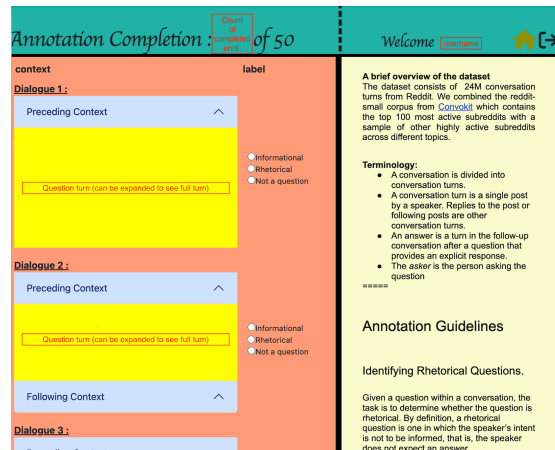 Annotation Completion : Count of completed annt. of 50
Welcome username
context label
Dialogue 1 :
Preceding Context
Question turn (can be expanded to see full turn)
Informational
Rhetorical
Not a question
Dialogue 2 :
Preceding Context
Question turn (can be expanded to see full turn)
Informational
Rhetorical
Not a question
Following Context
Dialogue 3 :
A brief overview of the dataset
The dataset consists of 24M conversation
turns from Reddit. We combined the reddit-
small corpus from Convokit which contains
the top 100 most active subreddits with a
sample of other highly active subreddits
across different topics.
Terminology:
● A conversation is divided into
conversation turns.
● A conversation turn is a single post
by a speaker. Replies to the post or
following posts are other
conversation turns.
● An answer is a turn in the follow-up
conversation after a question that
provides an explicit response.
● The asker is the person asking the
question
=====
Annotation Guidelines
Identifying Rhetorical Questions.
Given a question within a conversation, the
task is to determine whether the question is
rhetorical. By definition, a rhetorical
question is one in which the speaker's intent
is not to be informed, that is, the speaker
does not expect an answer